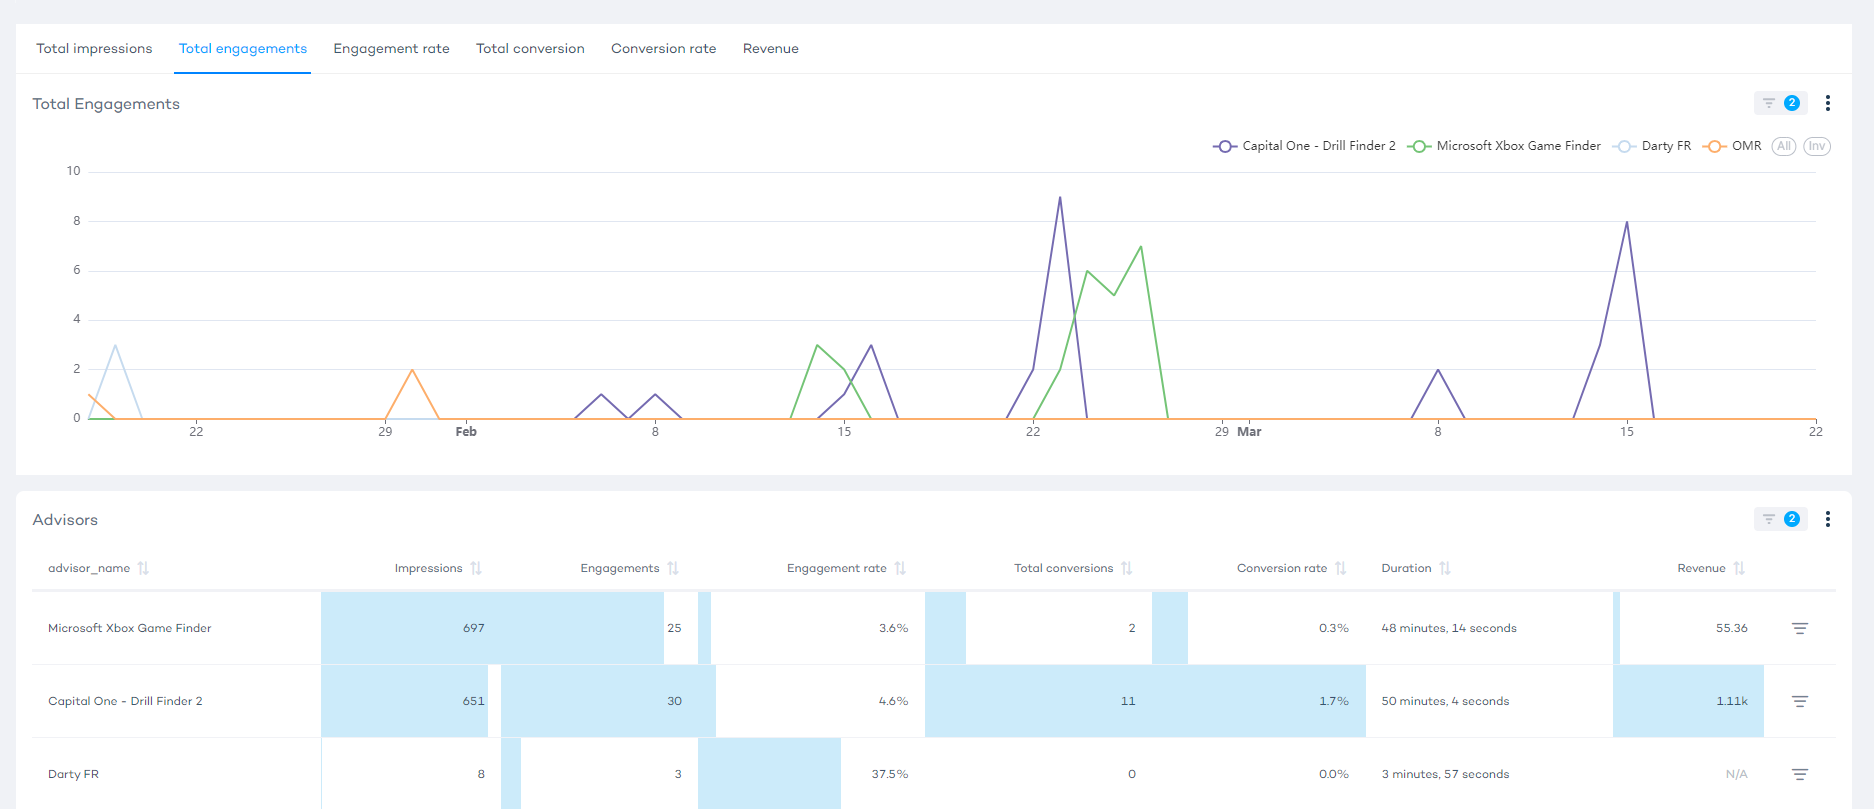 Total impressions Total engagements Engagement rate Total conversion Conversion rate Revenue
Total Engagements 2
Capital One - Drill Finder 2 Microsoft Xbox Game Finder Darty FR OMR All Inv
10
8
6
4
2
0
22 29 Feb 8 15 22 29 Mar 8 15 22
Advisors 2
advisor_name Impressions Engagements Engagement rate Total conversions Conversion rate Duration Revenue
Microsoft Xbox Game Finder 697 25 3.6% 2 0.3% 48 minutes, 14 seconds 55.36
Capital One - Drill Finder 2 651 30 4.6% 11 1.7% 50 minutes, 4 seconds 1.11k
Darty FR 8 3 37.5% 0 0.0% 3 minutes, 57 seconds N/A